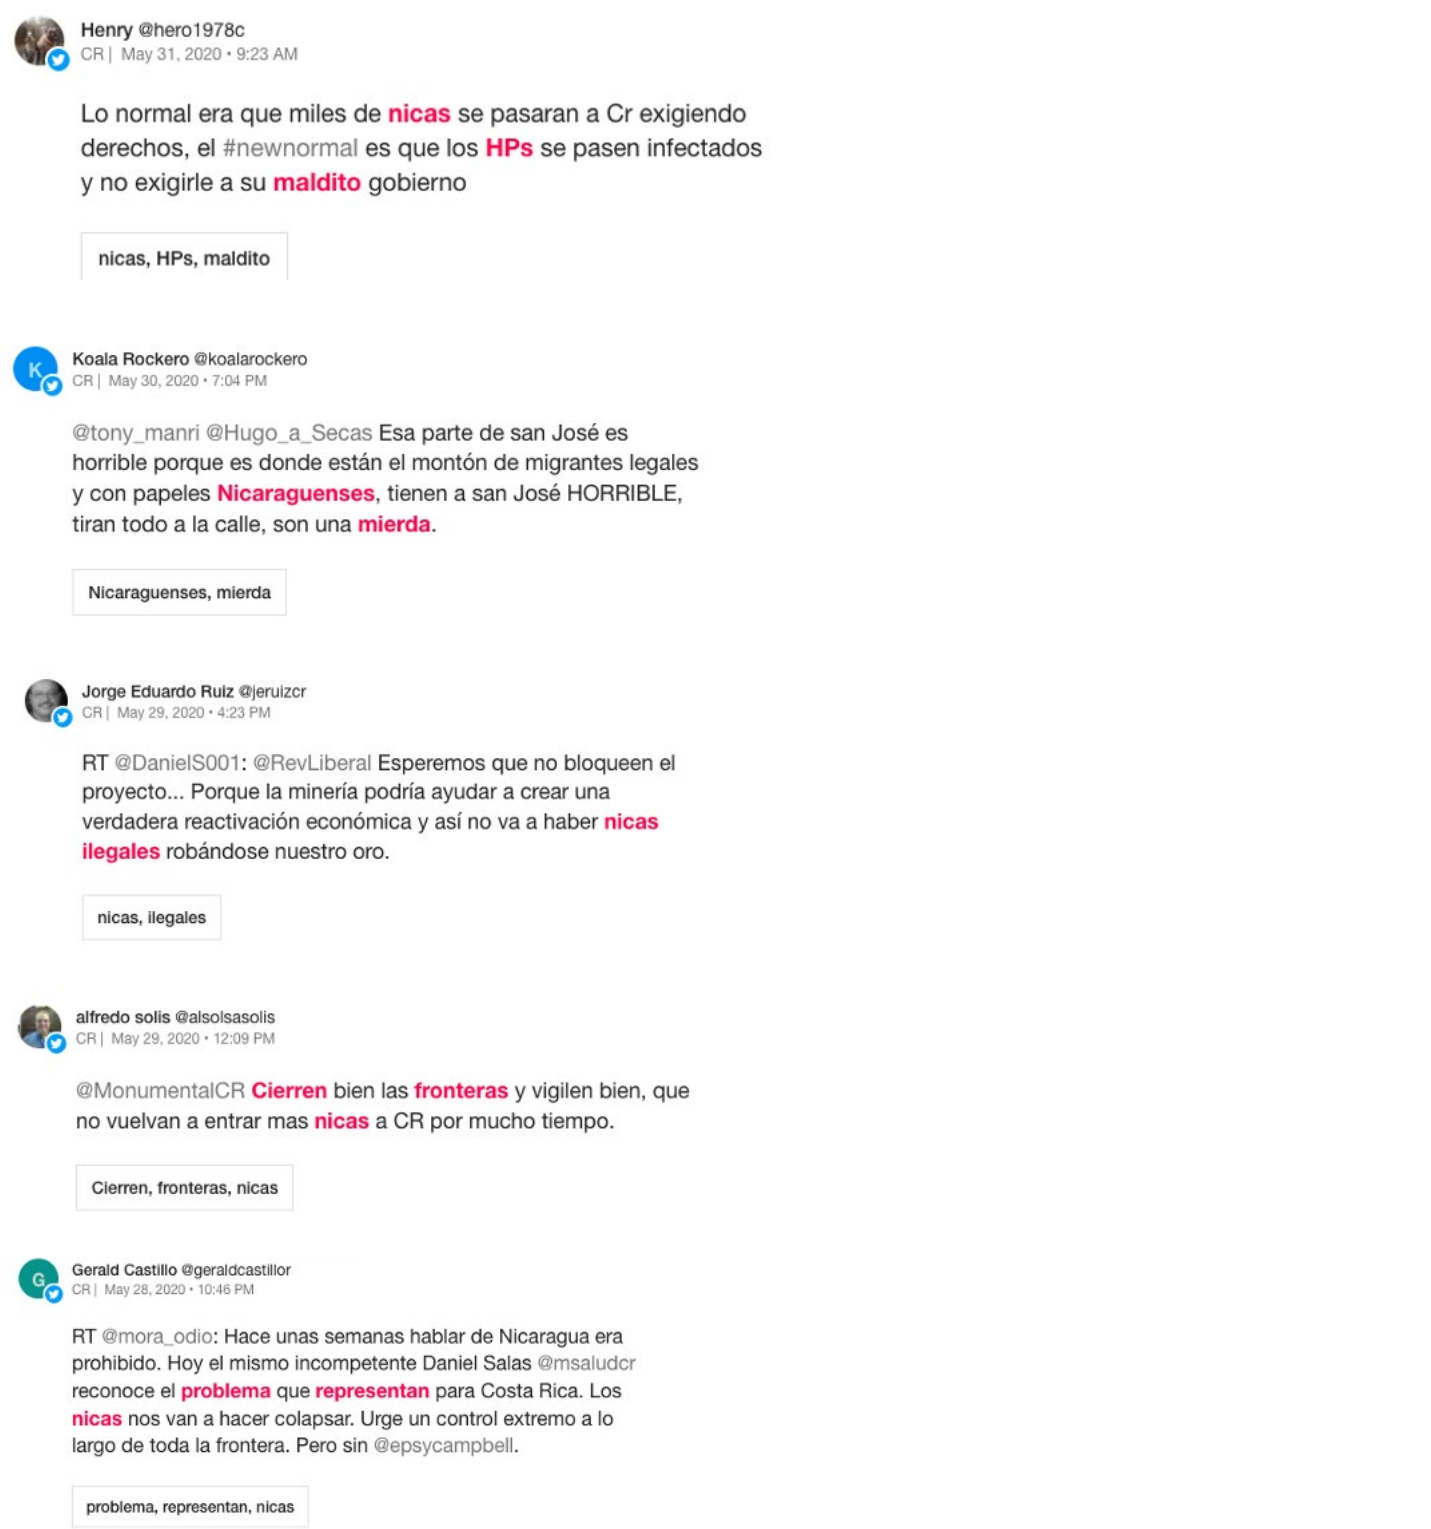 Henry @hero1978c
CR | May 31, 2020 • 9:23 AM
Lo normal era que miles de nicas se pasaran a Cr exigiendo
derechos, el #newnormal es que los HPs se pasen infectados
y no exigirle a su maldito gobierno
nicas, HPs, maldito
K
Koala Rockero @koalarockero
CR | May 30, 2020 • 7:04 PM
@tony_manri @Hugo_a_Secas Esa parte de san José es
horrible porque es donde están el montón de migrantes legales
y con papeles Nicaraguenses, tienen a san José HORRIBLE,
tiran todo a la calle, son una mierda.
Nicaraguenses, mierda
Jorge Eduardo Ruiz @jeruizcr
CR | May 29, 2020 • 4:23 PM
RT @DanielS001: @RevLiberal Esperemos que no bloqueen el
proyecto... Porque la minería podría ayudar a crear una
verdadera reactivación económica y así no va a haber nicas
ilegales robándose nuestro oro.
nicas, ilegales
alfredo solis @alsolsasolis
CR | May 29, 2020 • 12:09 PM
@MonumentalCR Cierren bien las fronteras y vigilen bien, que
no vuelvan a entrar mas nicas a CR por mucho tiempo.
Cierren, fronteras, nicas
G
Gerald Castillo @geraldcastillor
CR | May 28, 2020 • 10:46 PM
RT @mora_odio: Hace unas semanas hablar de Nicaragua era
prohibido. Hoy el mismo incompetente Daniel Salas @msaludcr
reconoce el problema que representan para Costa Rica. Los
nicas nos van a hacer colapsar. Urge un control extremo a lo
largo de toda la frontera. Pero sin @epsycampbell.
problema, representan, nicas